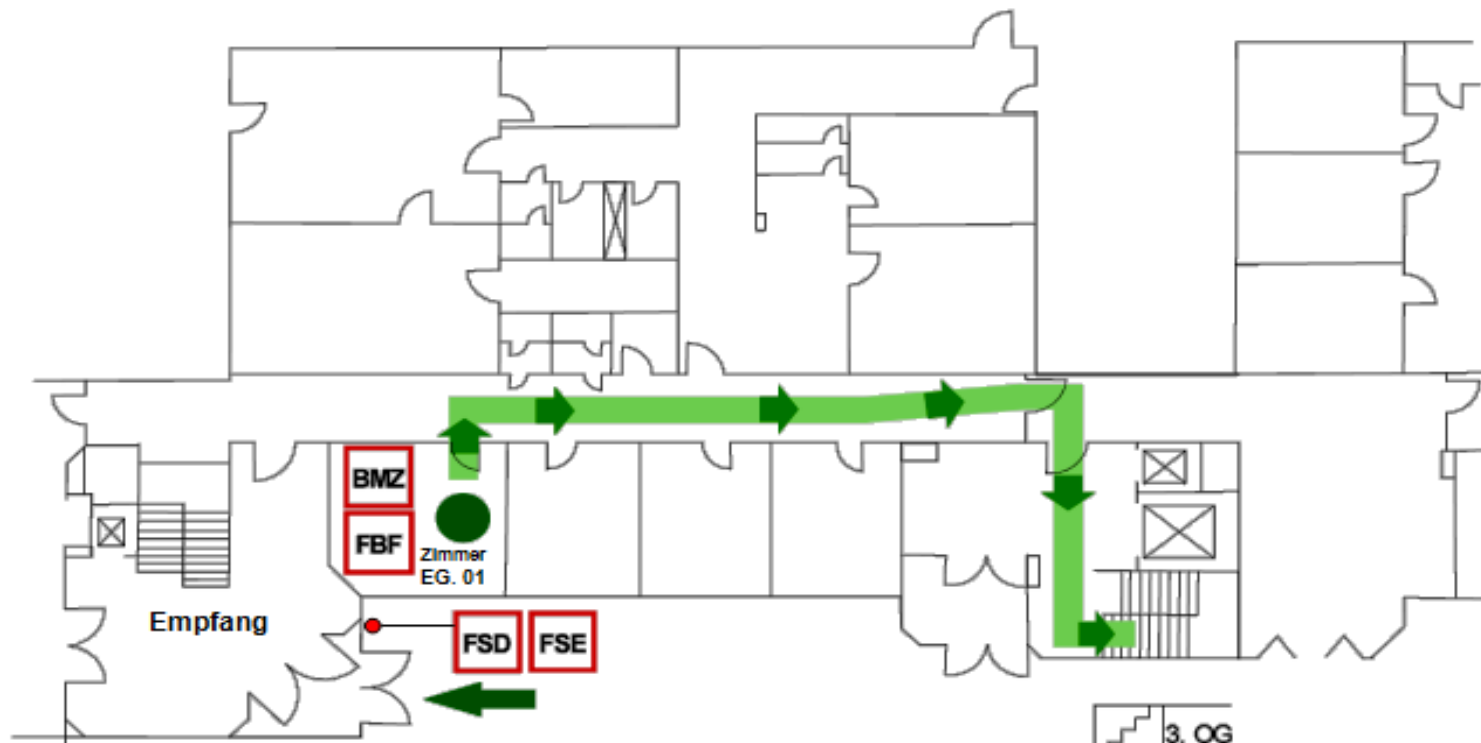 BMZ
FBF
Zimmer
EG. 01
Empfang
FSD
FSE
3. OG